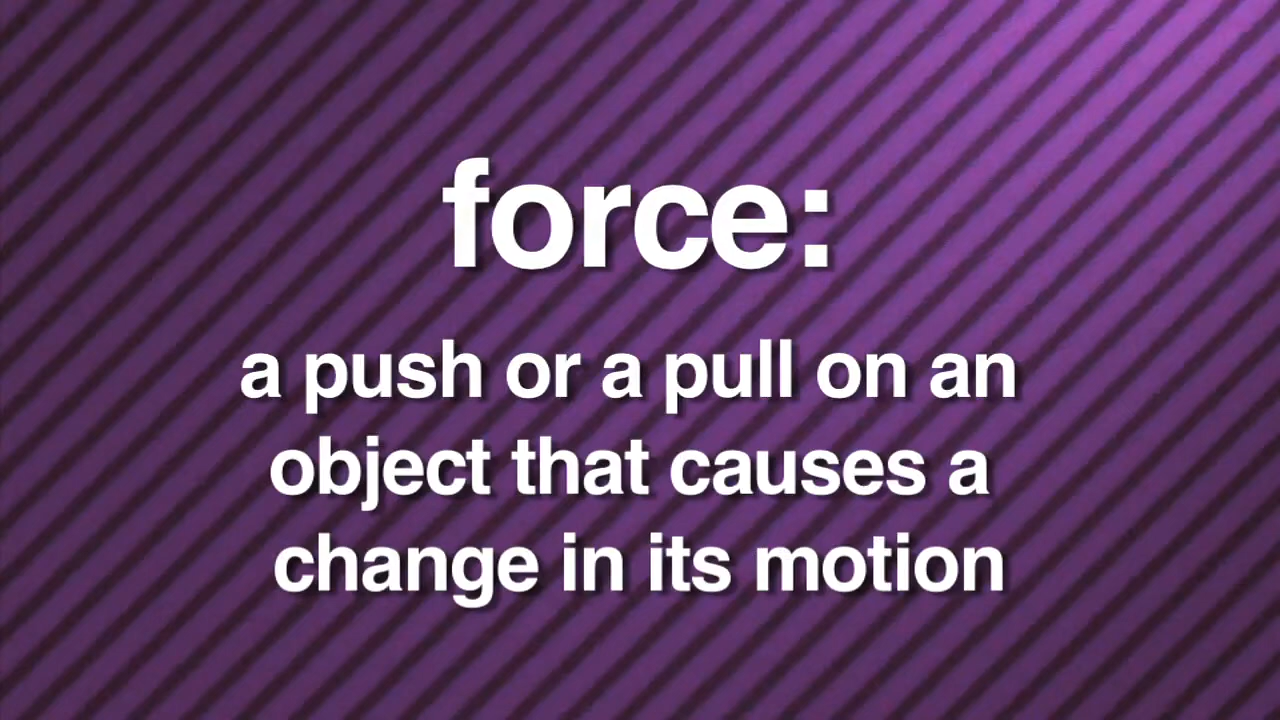 force:
a push or a pull on an
object that causes a
change in its motion